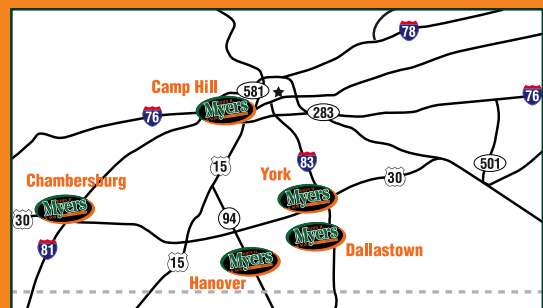 78
Camp Hill
581
76
Myers
76
283
15
83
501
York
30
Chambersburg
Myers
Myers
30
94
Myers
Dallastown
81
15
Myers
Hanover